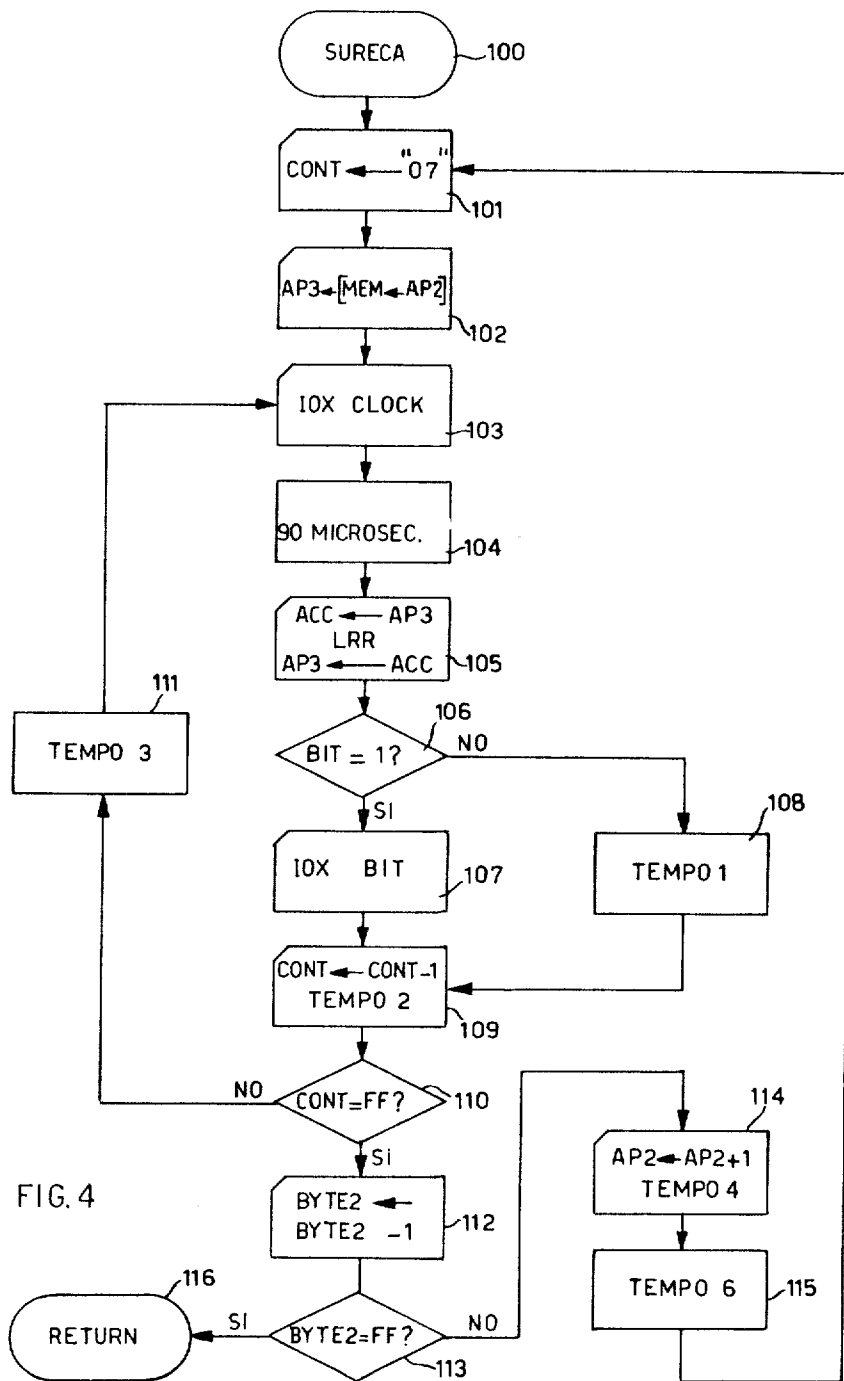 SURECA
100
CONT ← "07"
101
AP3←[MEM←AP2]
102
IOX CLOCK
103
90 MICROSEC.
104
ACC ← AP3
LRR
AP3 ← ACC
105
111
TEMPO 3
106
BIT = 1?
NO
SI
108
TEMPO 1
IOX BIT
107
CONT←CONT-1
TEMPO 2
109
NO
CONT=FF?
110
Si
114
AP2←AP2+1
TEMPO 4
FIG. 4
BYTE2 ←
BYTE2 -1
112
116
RETURN
SI
BYTE2=FF?
NO
113
TEMPO 6
115